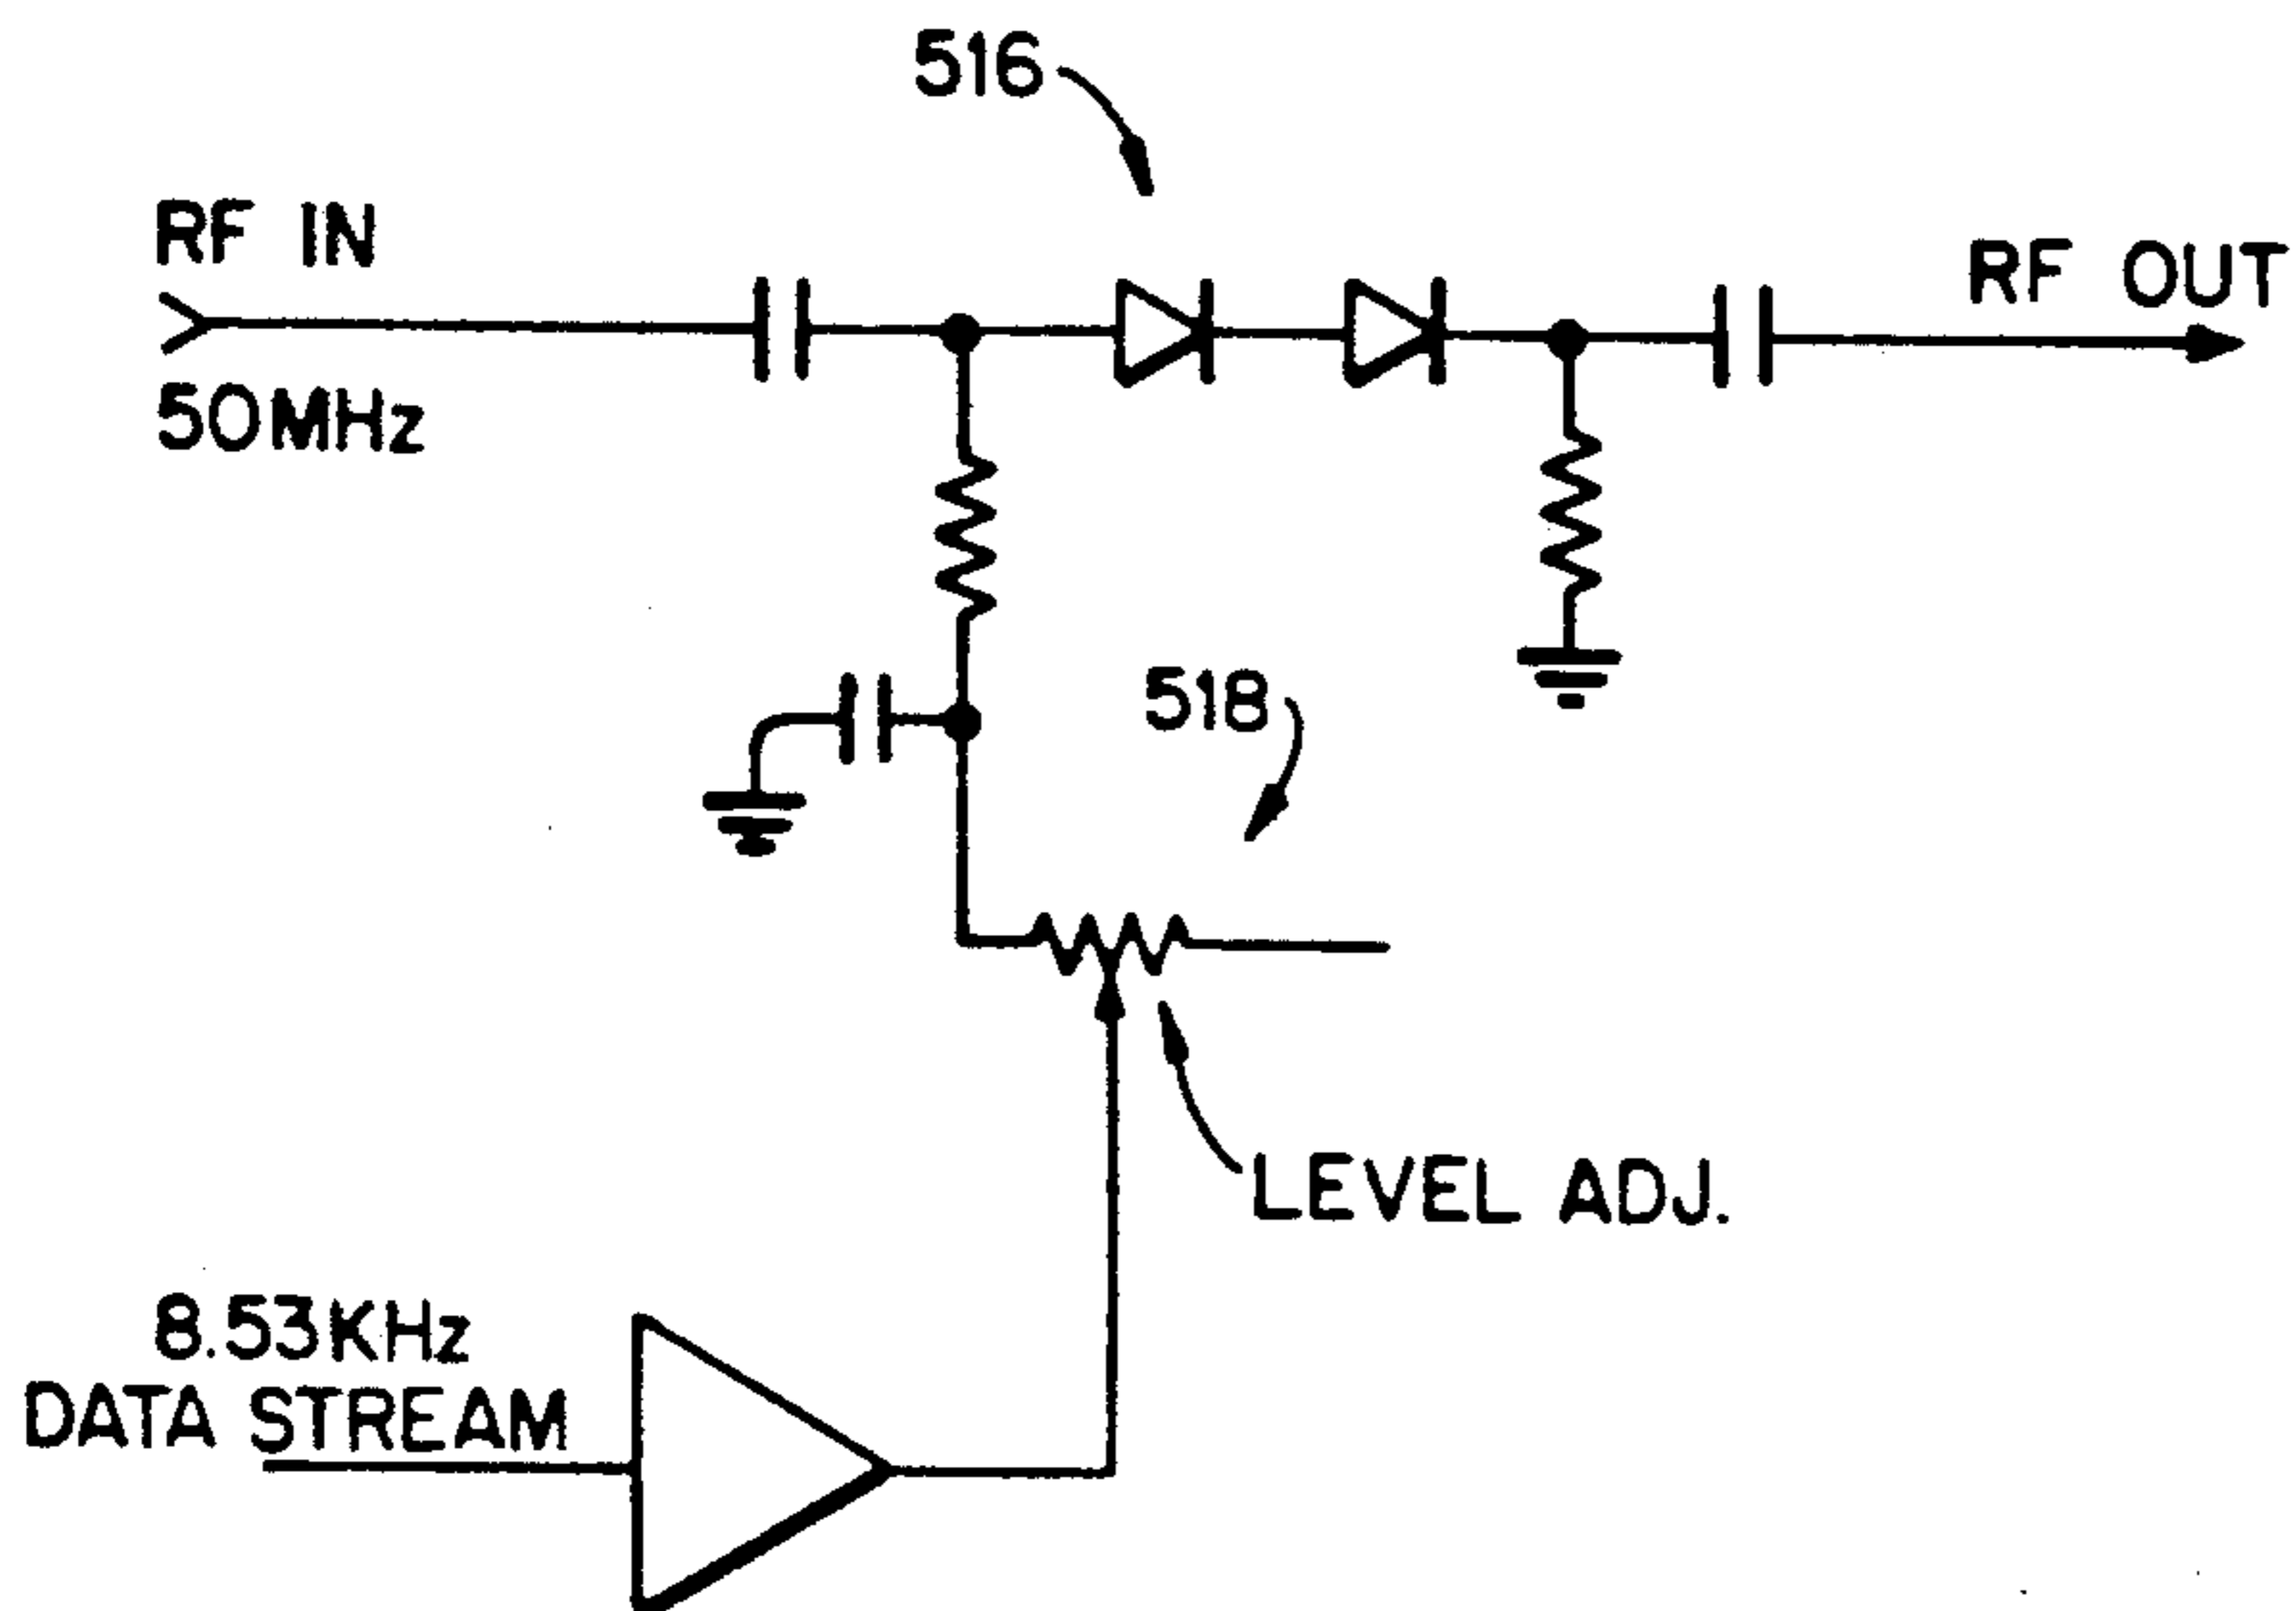 516
RF IN
RF OUT
50MHz
518
LEVEL ADJ.
8.53KHz
DATA STREAM